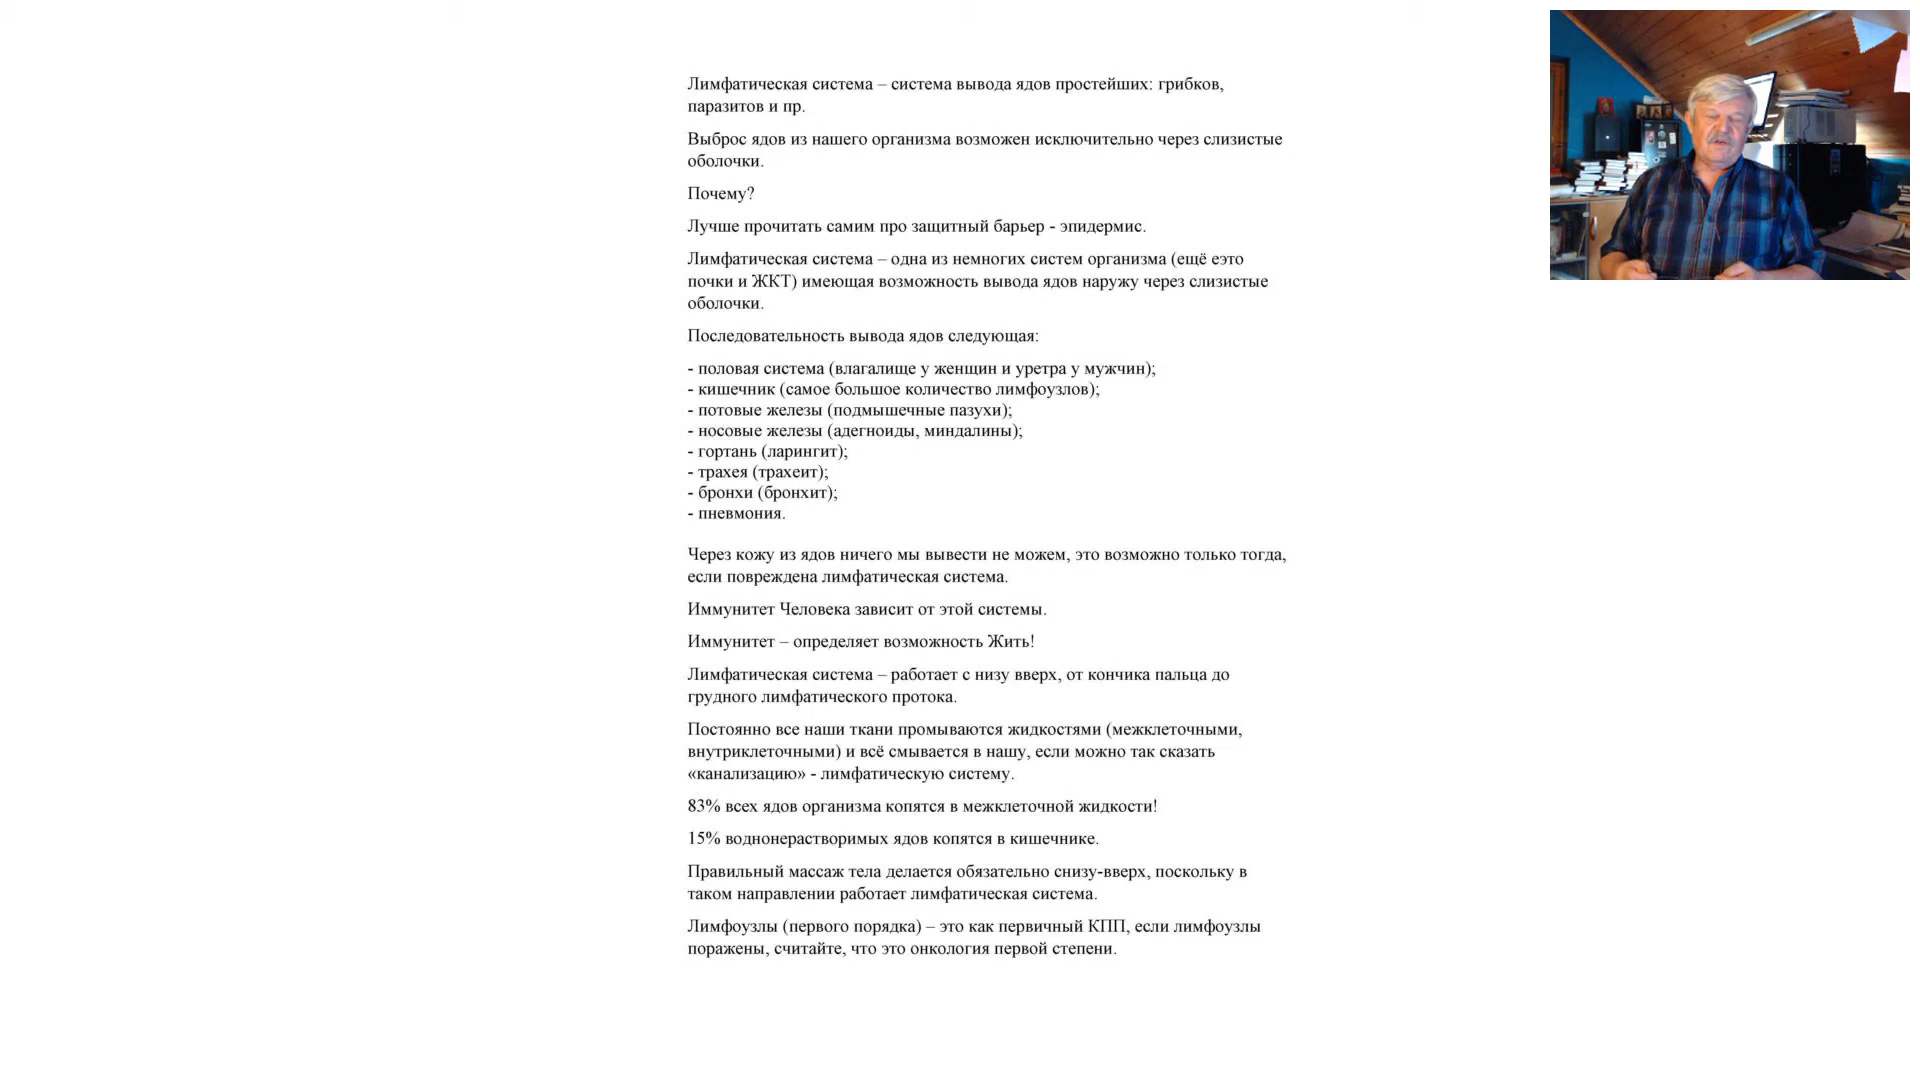 Лимфатическая система – система вывода ядов простейших: грибков,
паразитов и пр.
Выброс ядов из нашего организма возможен исключительно через слизистые
оболочки.
Почему?
Лучше прочитать самим про защитный барьер - эпидермис.
Лимфатическая система – одна из немногих систем организма (ещё еэто
почки и ЖКТ) имеющая возможность вывода ядов наружу через слизистые
оболочки.
Последовательность вывода ядов следующая:
- половая система (влагалище у женщин и уретра у мужчин);
- кишечник (самое большое количество лимфоузлов);
- потовые железы (подмышечные пазухи);
- носовые железы (адегноиды, миндалины);
- гортань (ларингит);
- трахея (трахеит);
- бронхи (бронхит);
- пневмония.
Через кожу из ядов ничего мы вывести не можем, это возможно только тогда,
если повреждена лимфатическая система.
Иммунитет Человека зависит от этой системы.
Иммунитет – определяет возможность Жить!
Лимфатическая система – работает с низу вверх, от кончика пальца до
грудного лимфатического протока.
Постоянно все наши ткани промываются жидкостями (межклеточными,
внутриклеточными) и всё смывается в нашу, если можно так сказать
«канализацию» - лимфатическую систему.
83% всех ядов организма копятся в межклеточной жидкости!
15% воднонерастворимых ядов копятся в кишечнике.
Правильный массаж тела делается обязательно снизу-вверх, поскольку в
таком направлении работает лимфатическая система.
Лимфоузлы (первого порядка) – это как первичный КПП, если лимфоузлы
поражены, считайте, что это онкология первой степени.